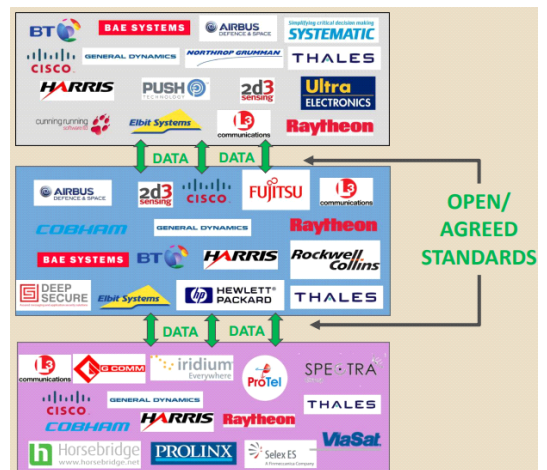 BT
BAE SYSTEMS
AIRBUS
DEFENCE & SPACE
Simplifying critical decision making
SYSTEMATIC
CISCO
GENERAL DYNAMICS
NORTHROP GRUMMAN
THALES
HARRIS
PUSH
TECHNOLOGY
2d3
sensing
Ultra
ELECTRONICS
cunningrunning
software
Elbit Systems
L3
communications
Raytheon
DATA DATA
AIRBUS
DEFENCE & SPACE
2d3
sensing
CISCO
FUJITSU
L3
communications
COBHAM
GENERAL DYNAMICS
Raytheon
BAE SYSTEMS
BT
HARRIS
Rockwell
Collins
DEEP
SECURE
Elbit Systems
hp
HEWLETT®
PACKARD
THALES
OPEN/
AGREED
STANDARDS
DATA DATA
L3
communications
G COMM
iridium
Everywhere
ProTel
SPECTRA
CISCO
GENERAL DYNAMICS
THALES
COBHAM
HARRIS
Raytheon
ViaSat
h
Horsebridge
www.horsebridge.net
PROLINX
Selex ES
A Finmeccanica Company